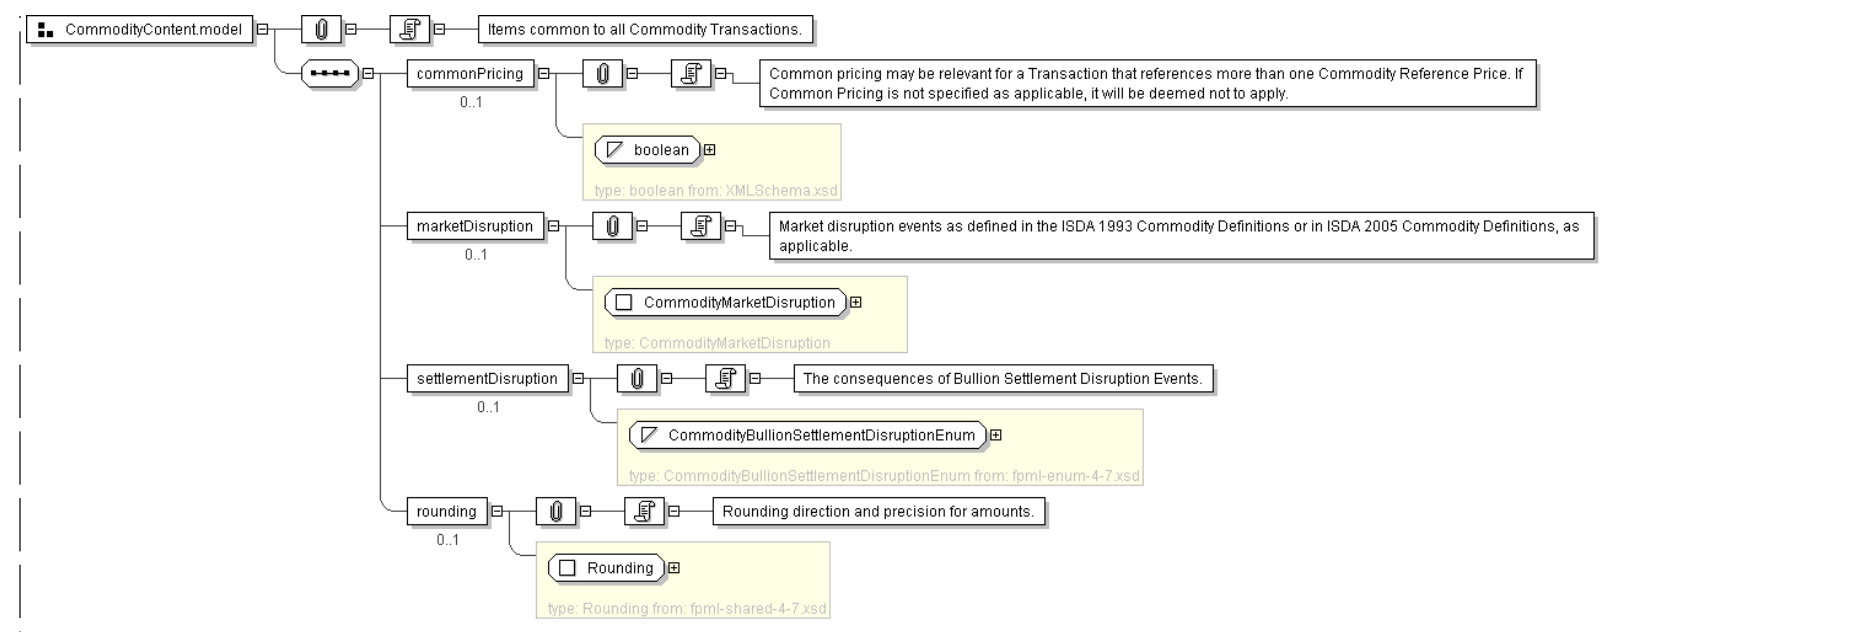 CommodityContent.model
Items common to all Commodity Transactions.
commonPricing
0..1
Common pricing may be relevant for a Transaction that references more than one Commodity Reference Price. If
Common Pricing is not specified as applicable, it will be deemed not to apply.
boolean
type: boolean from: XMLSchema.xsd
marketDisruption
0..1
Market disruption events as defined in the ISDA 1993 Commodity Definitions or in ISDA 2005 Commodity Definitions, as
applicable.
CommodityMarketDisruption
type: CommodityMarketDisruption
settlementDisruption
0..1
The consequences of Bullion Settlement Disruption Events.
CommodityBullionSettlementDisruptionEnum
type: CommodityBullionSettlementDisruptionEnum from: fpml-enum-4-7.xsd
rounding
0..1
Rounding direction and precision for amounts.
Rounding
type: Rounding from: fpml-shared-4-7.xsd